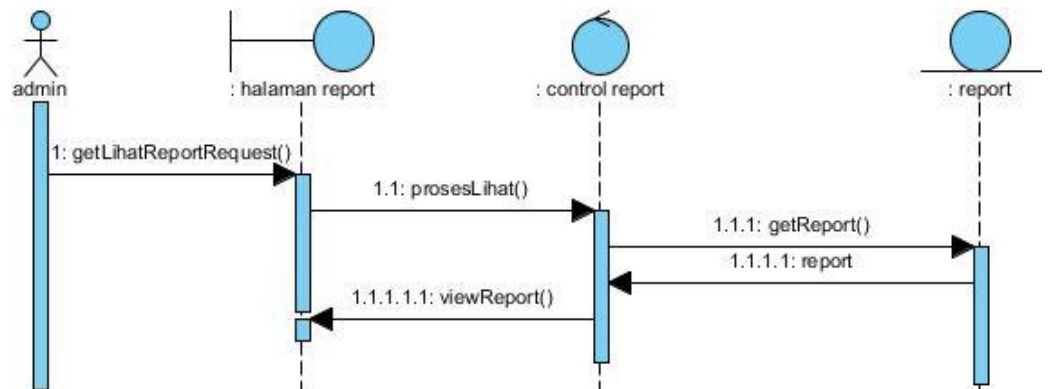 admin
: halaman report
: control report
: report
1: getLihatReportRequest()
1.1: prosesLihat()
1.1.1: getReport()
1.1.1.1: report
1.1.1.1.1: viewReport()